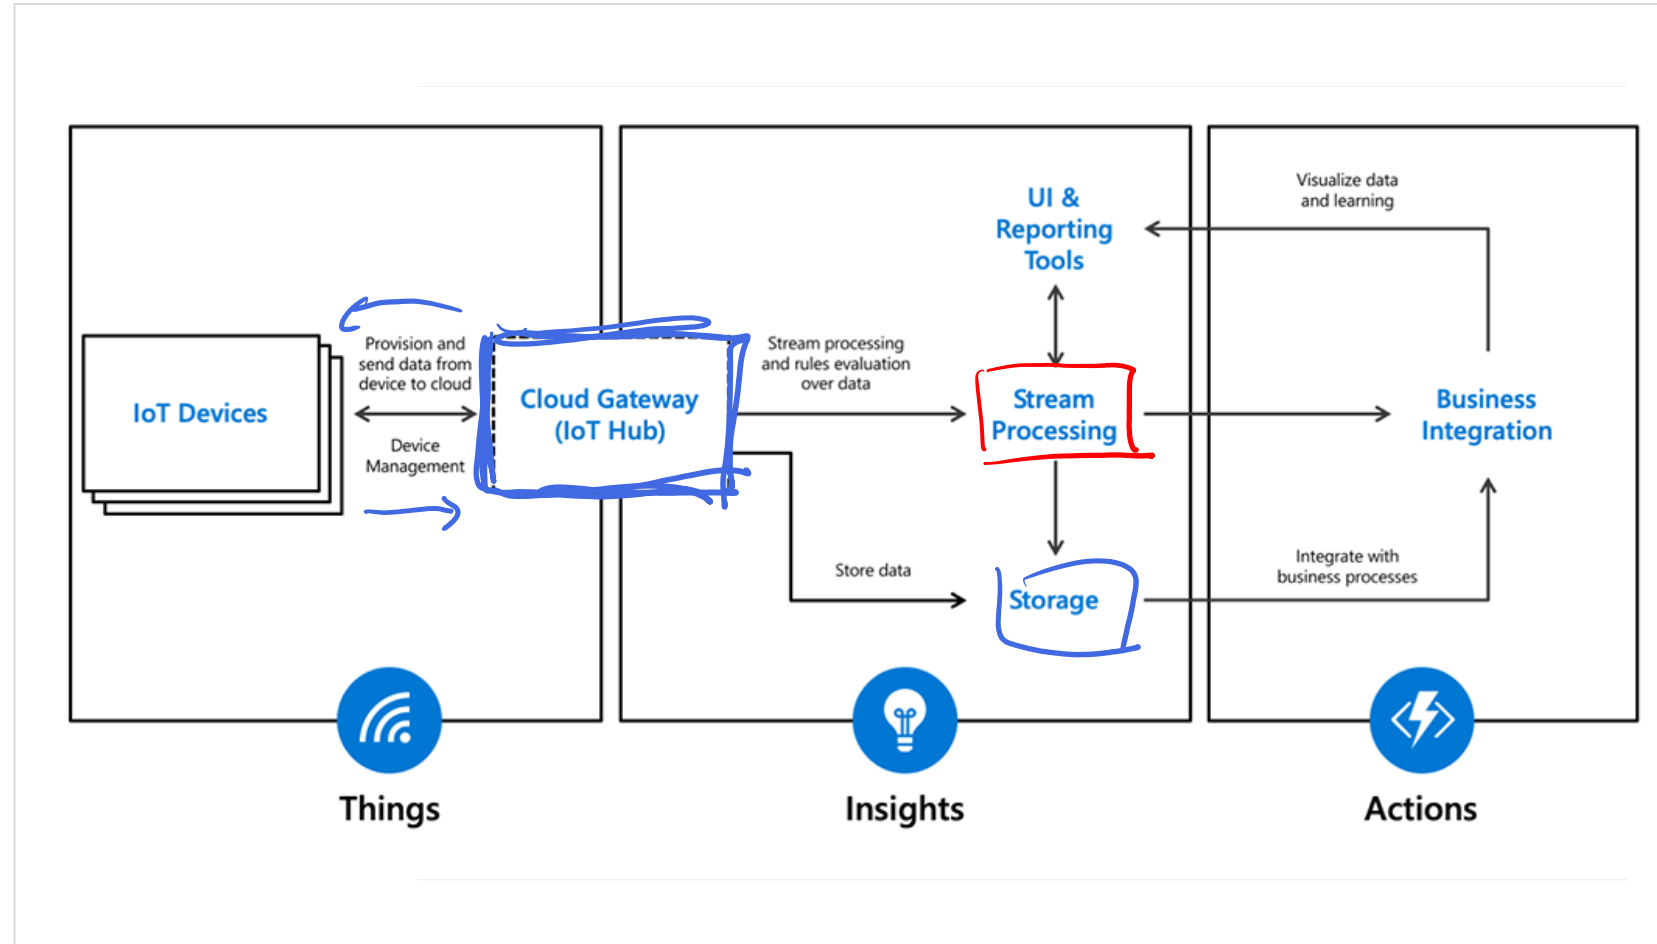 IoT Devices
Provision and
send data from
device to cloud
Device
Management
Cloud Gateway
(IoT Hub)
Stream processing
and rules evaluation
over data
Store data
UI &
Reporting
Tools
Stream
Processing
Storage
Visualize data
and learning
Business
Integration
Integrate with
business processes
Things
Insights
Actions